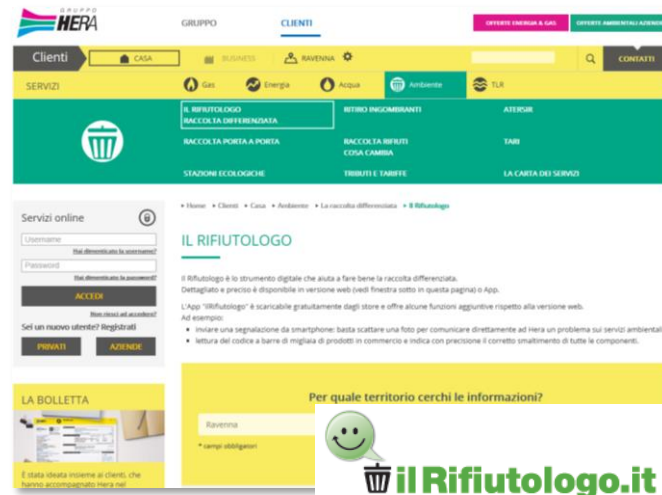 GRUPPO
HERA
GRUPPO
CLIENTI
OFFERTE ENERGIA & GAS
OFFERTE AMBIENTALI AZIENDE
Clienti
CASA
BUSINESS
RAVENNA
CONTATTI
SERVIZI
Gas
Energia
Acqua
Ambiente
TLR
IL RIFIUTOLOGO
RACCOLTA DIFFERENZIATA
RITIRO INGOMBRANTI
ATERSIR
RACCOLTA PORTA A PORTA
RACCOLTA RIFIUTI
COSA CAMBIA
TARI
STAZIONI ECOLOGICHE
TRIBUTI E TARIFFE
LA CARTA DEI SERVIZI
Home Clienti Casa Ambiente La raccolta differenziata Il Rifiutologo
Servizi online
Username
Hai dimenticato la username?
Password
Hai dimenticato la password?
ACCEDI
Non riesci ad accedere?
Sei un nuovo utente? Registrati
PRIVATI
AZIENDE
IL RIFIUTOLOGO
Il Rifiutologo è lo strumento digitale che aiuta a fare bene la raccolta differenziata.
Dettagliato e preciso è disponibile in versione web (vedi finestra sotto in questa pagina) o App.
L'App "IlRifiutologo" è scaricabile gratuitamente dagli store e offre alcune funzioni aggiuntive rispetto alla versione web.
Ad esempio:
• inviare una segnalazione da smartphone: basta scattare una foto per comunicare direttamente ad Hera un problema sui servizi ambientali
• lettura del codice a barre di migliaia di prodotti in commercio e indica con precisione il corretto smaltimento di tutte le componenti.
LA BOLLETTA
È stata ideata insieme ai clienti, che
hanno accompagnato Hera nel
Per quale territorio cerchi le informazioni?
Ravenna
* campi obbligatori
il Rifiutologo.it